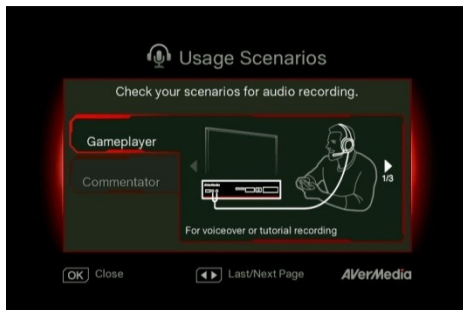 Usage Scenarios
Check your scenarios for audio recording.
Gameplayer
Commentator
1/3
For voiceover or tutorial recording
OK Close
Last/Next Page
AVerMedia